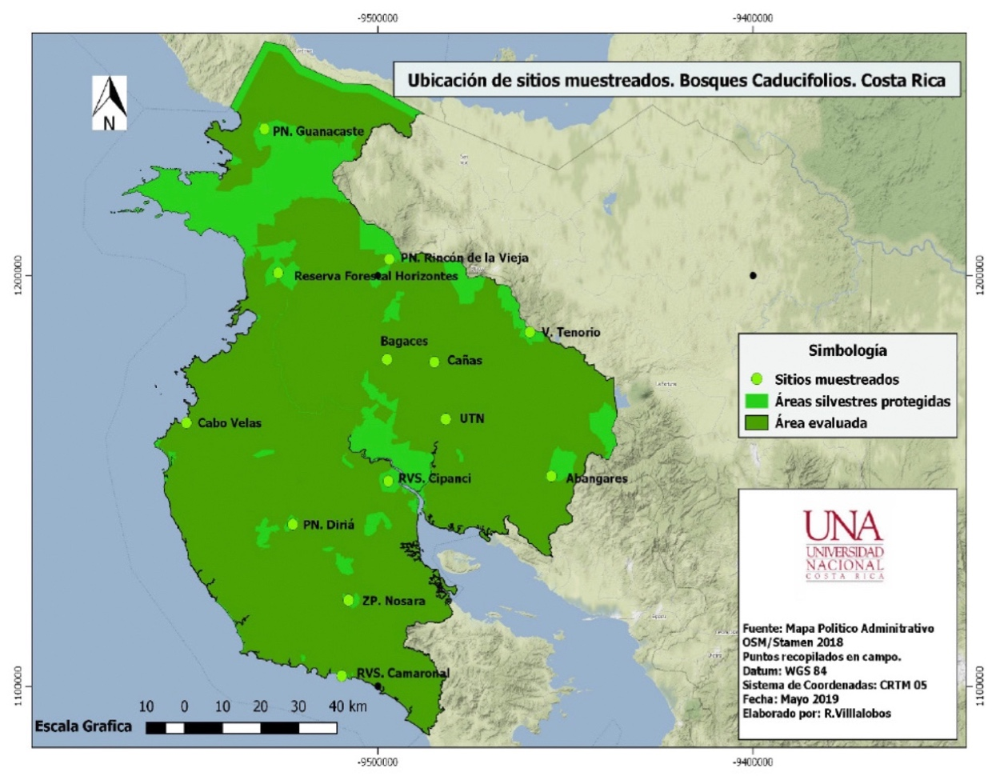 -9500000
-9400000
Ubicación de sitios muestreados. Bosques Caducifolios. Costa Rica
N
PN. Guanacaste
PN. Rincón de la Vieja
Reserva Forestal Horizontes
1200000
1200000
V. Tenorio
Bagaces
Cañas
Simbología
Sitios muestreados
Áreas silvestres protegidas
Área evaluada
Cabo Velas
UTN
RVS. Cipanci
Abangares
PN. Diriá
UNA
UNIVERSIDAD
NACIONAL
COSTA RICA
ZP. Nosara
Fuente: Mapa Politico Adminitrativo
OSM/Stamen 2018
Puntos recopilados en campo.
Datum: WGS 84
Sistema de Coordenadas: CRTM 05
Fecha: Mayo 2019
Elaborado por: R.Villlalobos
RVS. Camaronal
1100000
1100000
10 0 10 20 30 40 km
Escala Grafica
-9500000
-9400000